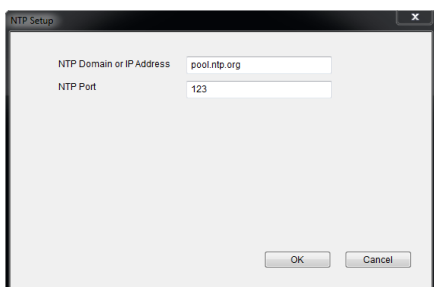 NTP Setup
x
NTP Domain or IP Address pool.ntp.org
NTP Port 123
OK Cancel